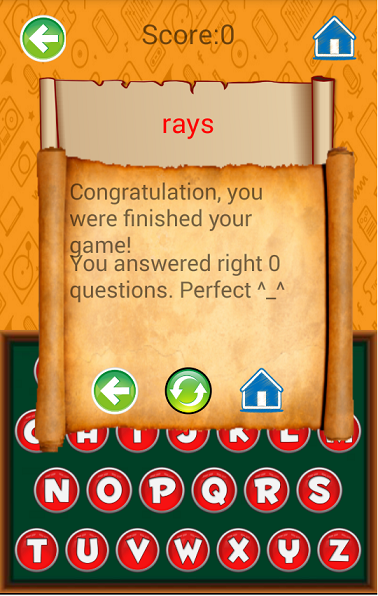 Score:0
rays
Congratulation, you
were finished your
game!
You answered right 0
questions. Perfect ^_^
G H I J K L M
N O P Q R S
T U V W X Y Z